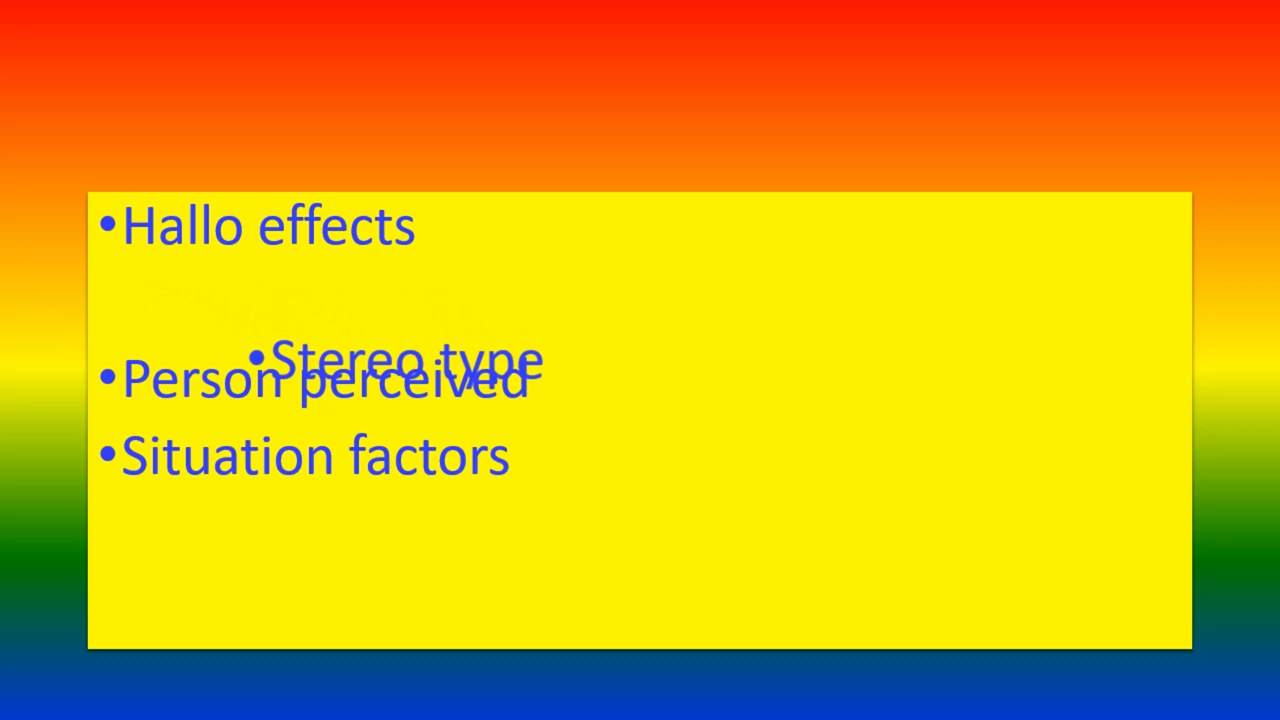 •Hallo effects
•Stereo type
•Person perceived
•Situation factors